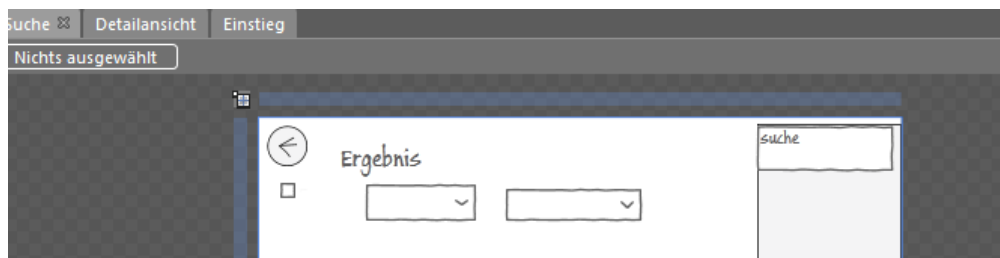 Suche Detailansicht Einstieg
Nichts ausgewählt
suche
Ergebnis